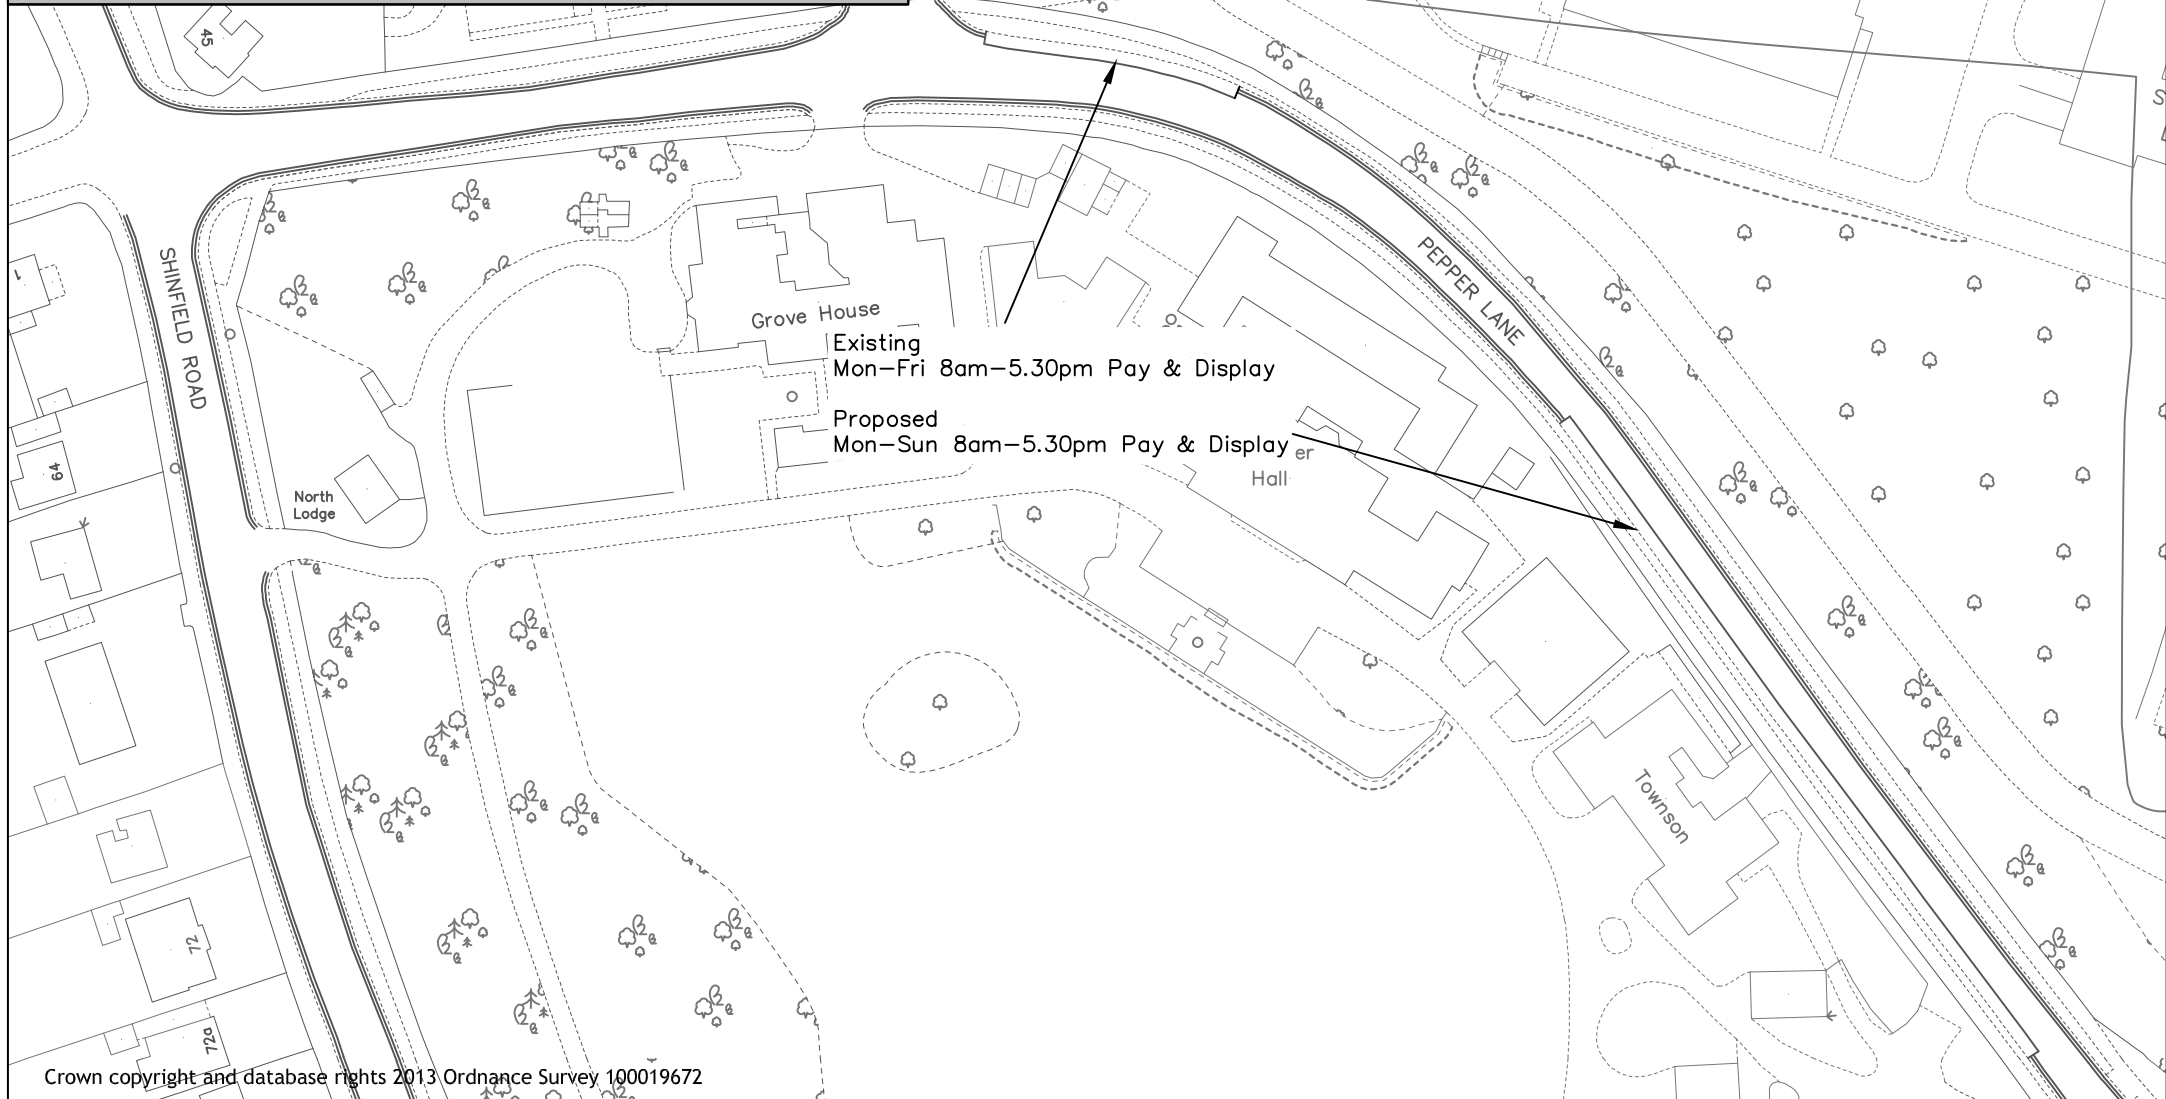 45
SHINFIELD ROAD
PEPPER LANE
1
Grove House
Existing
Mon-Fri 8am-5.30pm Pay & Display
Proposed
Mon-Sun 8am-5.30pm Pay & Display
er
Hall
64
North
Lodge
Townson
72
72a
Crown copyright and database rights 2013 Ordnance Survey 100019672